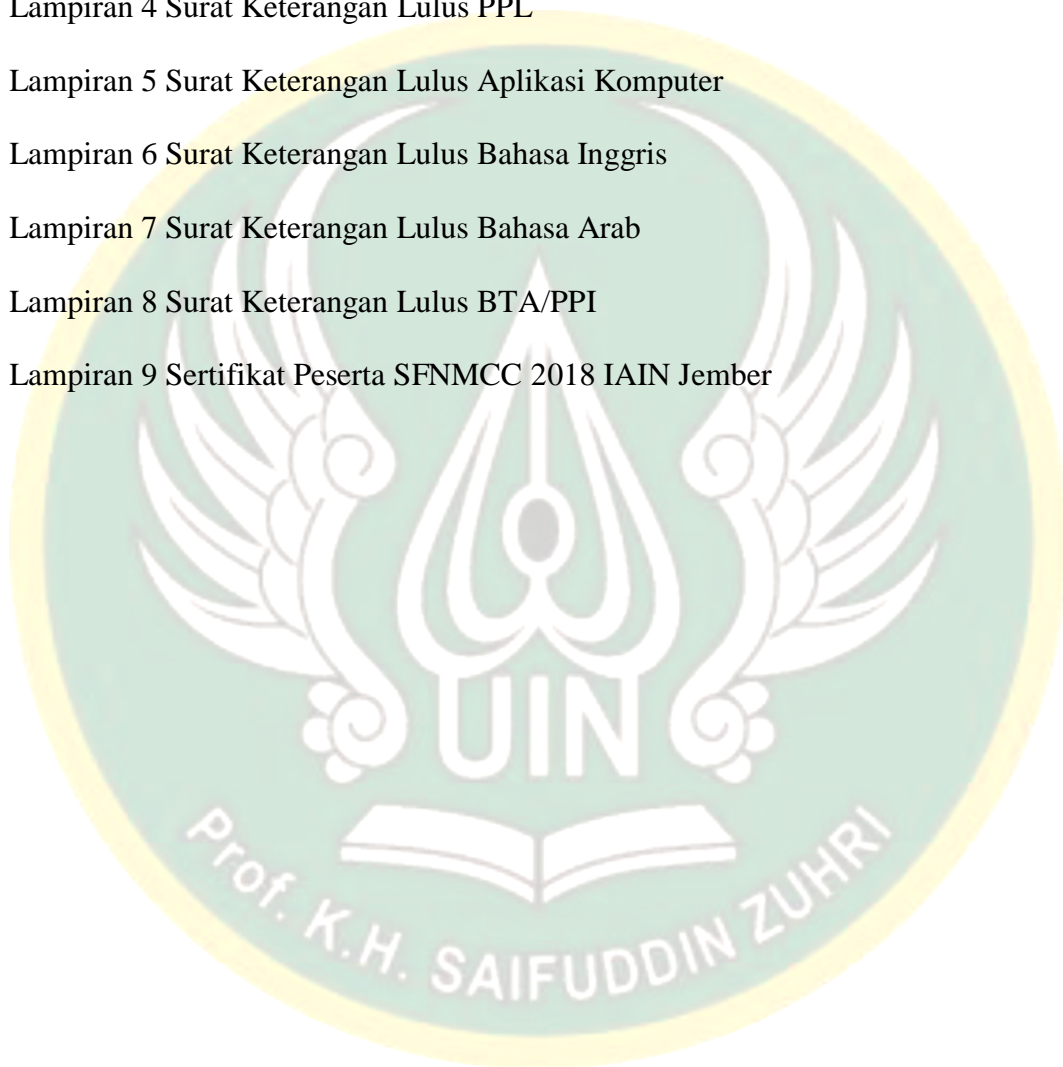 Lampiran 4 Surat Keterangan Lulus PPL
Lampiran 5 Surat Keterangan Lulus Aplikasi Komputer
Lampiran 6 Surat Keterangan Lulus Bahasa Inggris
Lampiran 7 Surat Keterangan Lulus Bahasa Arab
Lampiran 8 Surat Keterangan Lulus BTA/PPI
Lampiran 9 Sertifikat Peserta SFNMCC 2018 IAIN Jember
UIN
Prof. K.H. SAIFUDDIN ZUHRI